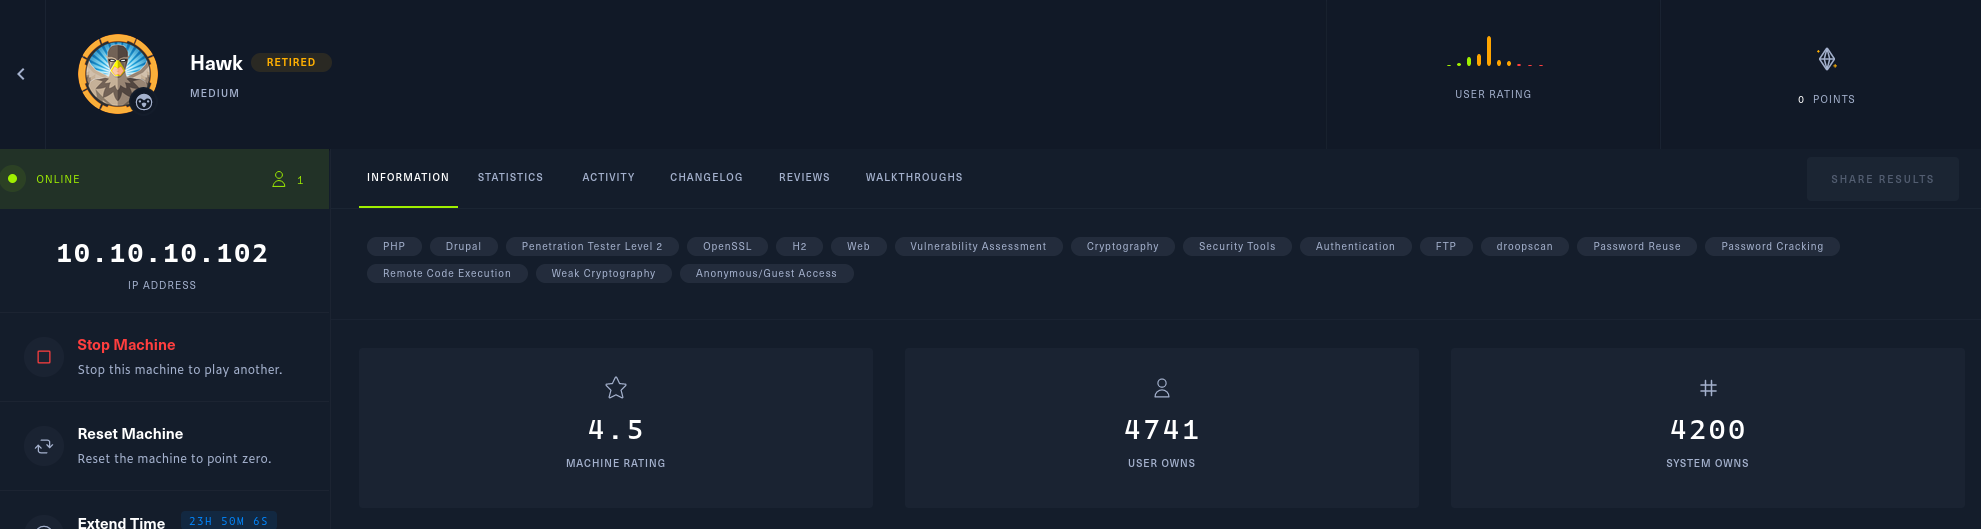 Hawk RETIRED
MEDIUM
USER RATING
0 POINTS
ONLINE 1
INFORMATION STATISTICS ACTIVITY CHANGELOG REVIEWS WALKTHROUGHS
SHARE RESULTS
10.10.10.102
IP ADDRESS
Stop Machine
Stop this machine to play another.
Reset Machine
Reset the machine to point zero.
Extend Time 23H 50M 6S
PHP Drupal Penetration Tester Level 2 OpenSSL H2 Web Vulnerability Assessment Cryptography Security Tools Authentication FTP droopscan Password Reuse Password Cracking
Remote Code Execution Weak Cryptography Anonymous/Guest Access
4.5
MACHINE RATING
4741
USER OWNS
4200
SYSTEM OWNS